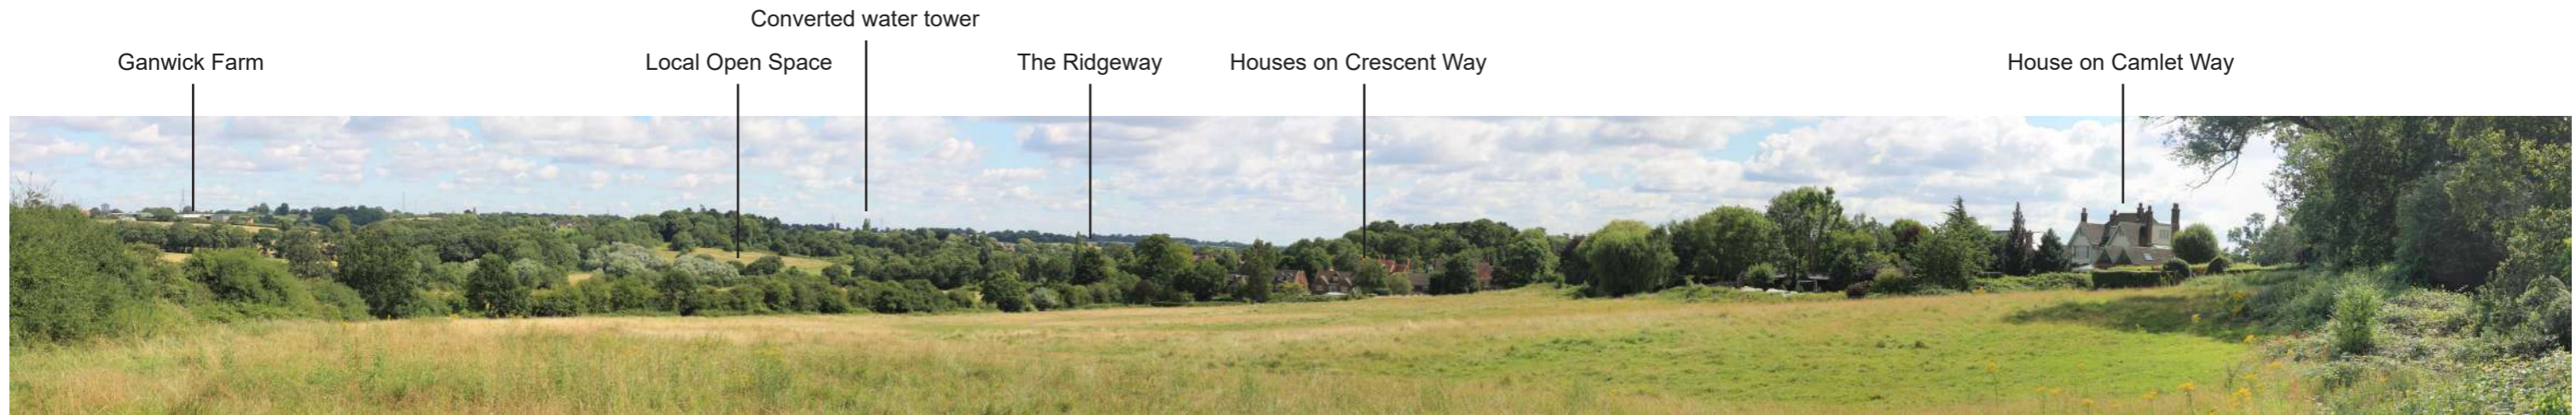 Converted water tower
Ganwick Farm
Local Open Space
The Ridgeway
Houses on Crescent Way
House on Camlet Way